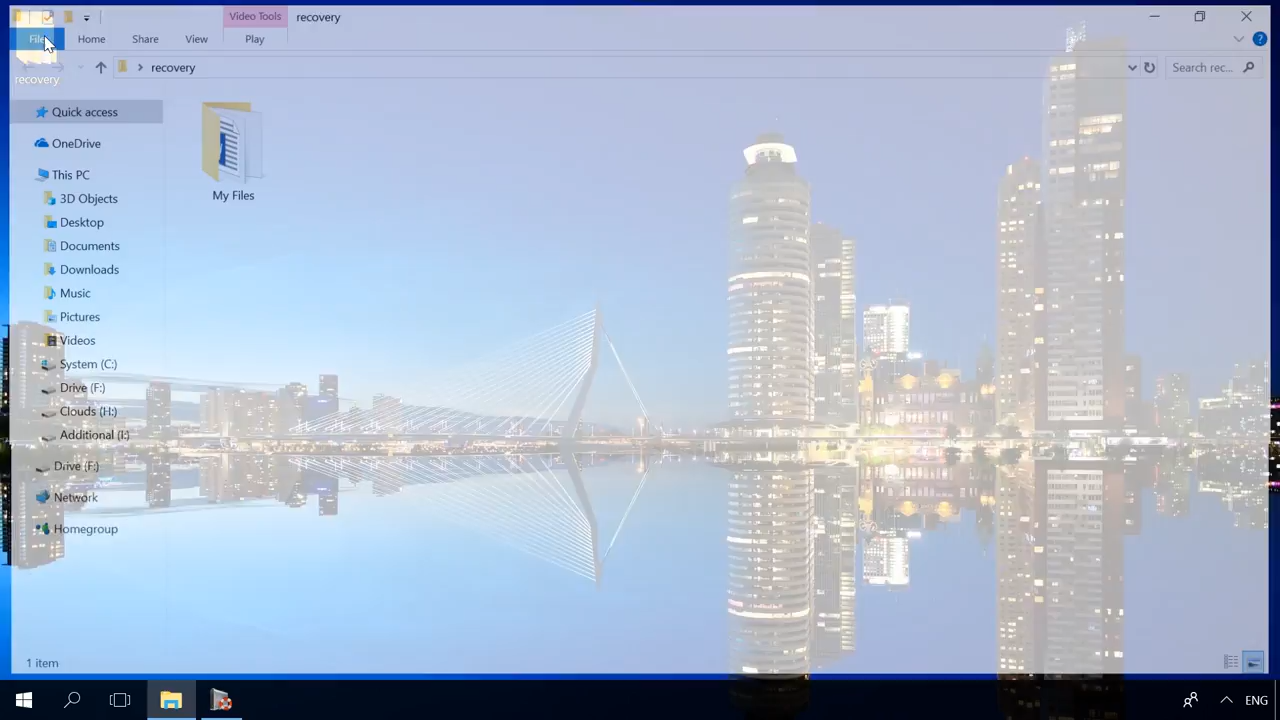 Video Tools
recovery
File
Home
Share
View
Play
recovery
recovery
Search rec...
Quick access
OneDrive
This PC
3D Objects
Desktop
Documents
Downloads
Music
Pictures
Videos
System (C:)
Drive (F:)
Clouds (H:)
Additional (I:)
Drive (F:)
Network
Homegroup
My Files
1 item
ENG